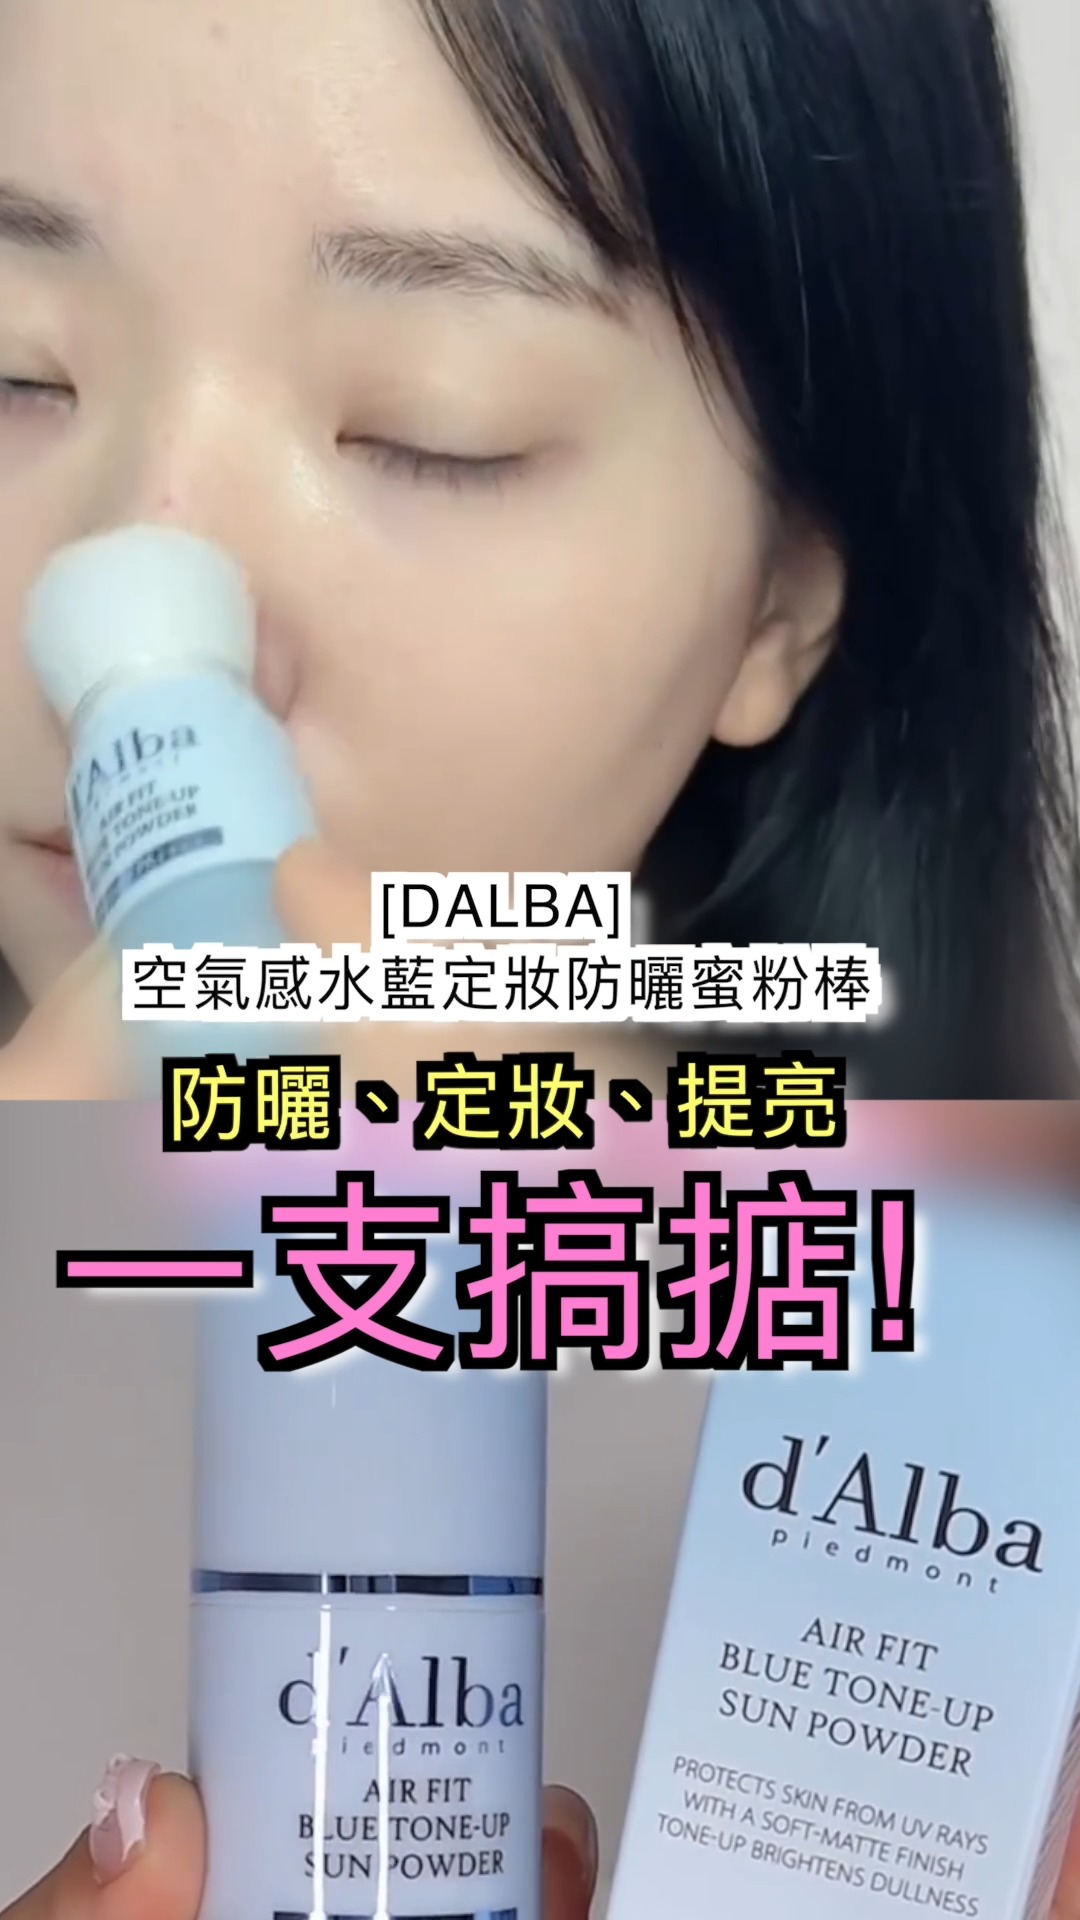 d'Alba
AIR FIT
BLUE TONE-UP
SUN POWDER
[DALBA]
空氣感水藍定妝防曬蜜粉棒
防曬、定妝、提亮
一支搞掂!
d'Alba
piedmont
AIR FIT
BLUE TONE-UP
SUN POWDER
d'Alba
piedmont
AIR FIT
BLUE TONE-UP
SUN POWDER
PROTECTS SKIN FROM UV RAYS
WITH A SOFT-MATTE FINISH
TONE-UP BRIGHTENS DULLNESS